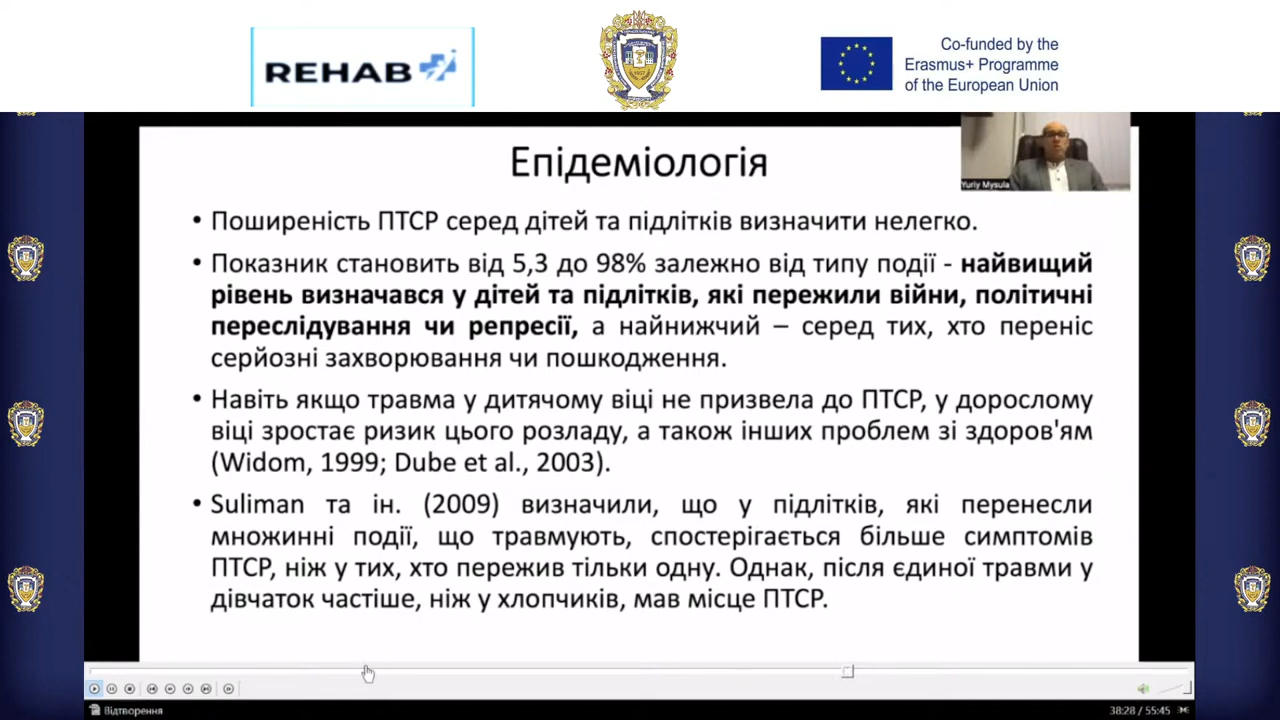 REHAB
Co-funded by the
Erasmus+ Programme
of the European Union
Епідеміологія
Yuriy Mysula
• Поширеність ПТСР серед дітей та підлітків визначити нелегко.
• Показник становить від 5,3 до 98% залежно від типу події - найвищий
рівень визначався у дітей та підлітків, які пережили війни, політичні
переслідування чи репресії, а найнижчий – серед тих, хто переніс
серйозні захворювання чи пошкодження.
• Навіть якщо травма у дитячому віці не призвела до ПТСР, у дорослому
віці зростає ризик цього розладу, а також інших проблем зі здоров'ям
(Widom, 1999; Dube et al., 2003).
• Suliman та ін. (2009) визначили, що у підлітків, які перенесли
множинні події, що травмують, спостерігається більше симптомів
ПТСР, ніж у тих, хто пережив тільки одну. Однак, після єдиної травми у
дівчаток частіше, ніж у хлопчиків, мав місце ПТСР.
Відтворення
38:28 / 55:45